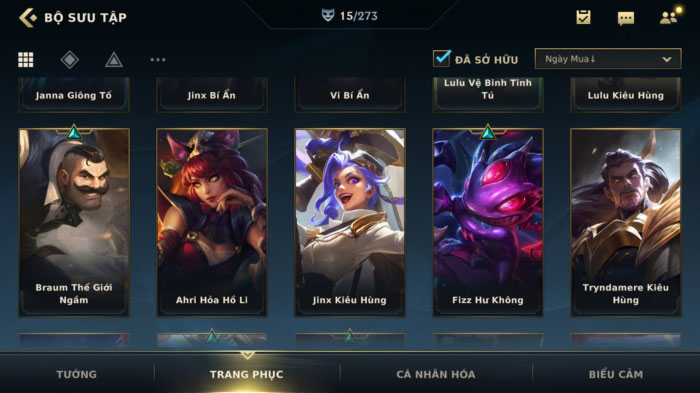 BỘ SƯU TẬP
15/273
ĐÃ SỞ HỮU
Ngày Mua↓
Janna Giông Tố
Jinx Bí Ẩn
Vi Bí Ẩn
Lulu Vệ Binh Tinh
Tú
Lulu Kiêu Hùng
Braum Thế Giới
Ngầm
Ahri Hỏa Hồ Li
Jinx Kiêu Hùng
Fizz Hư Không
Tryndamere Kiêu
Hùng
TƯỚNG
TRANG PHỤC
CÁ NHÂN HÓA
BIỂU CẢM